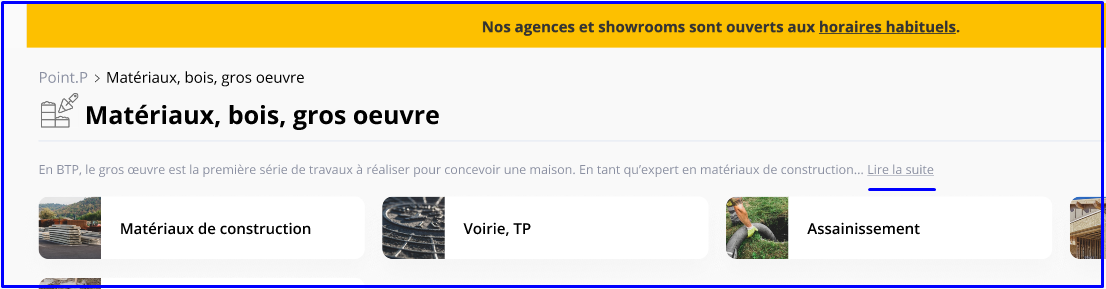 Nos agences et showrooms sont ouverts aux horaires habituels.
Point.P > Matériaux, bois, gros oeuvre
Matériaux, bois, gros oeuvre
En BTP, le gros œuvre est la première série de travaux à réaliser pour concevoir une maison. En tant qu’expert en matériaux de construction... Lire la suite
Matériaux de construction
Voirie, TP
Assainissement